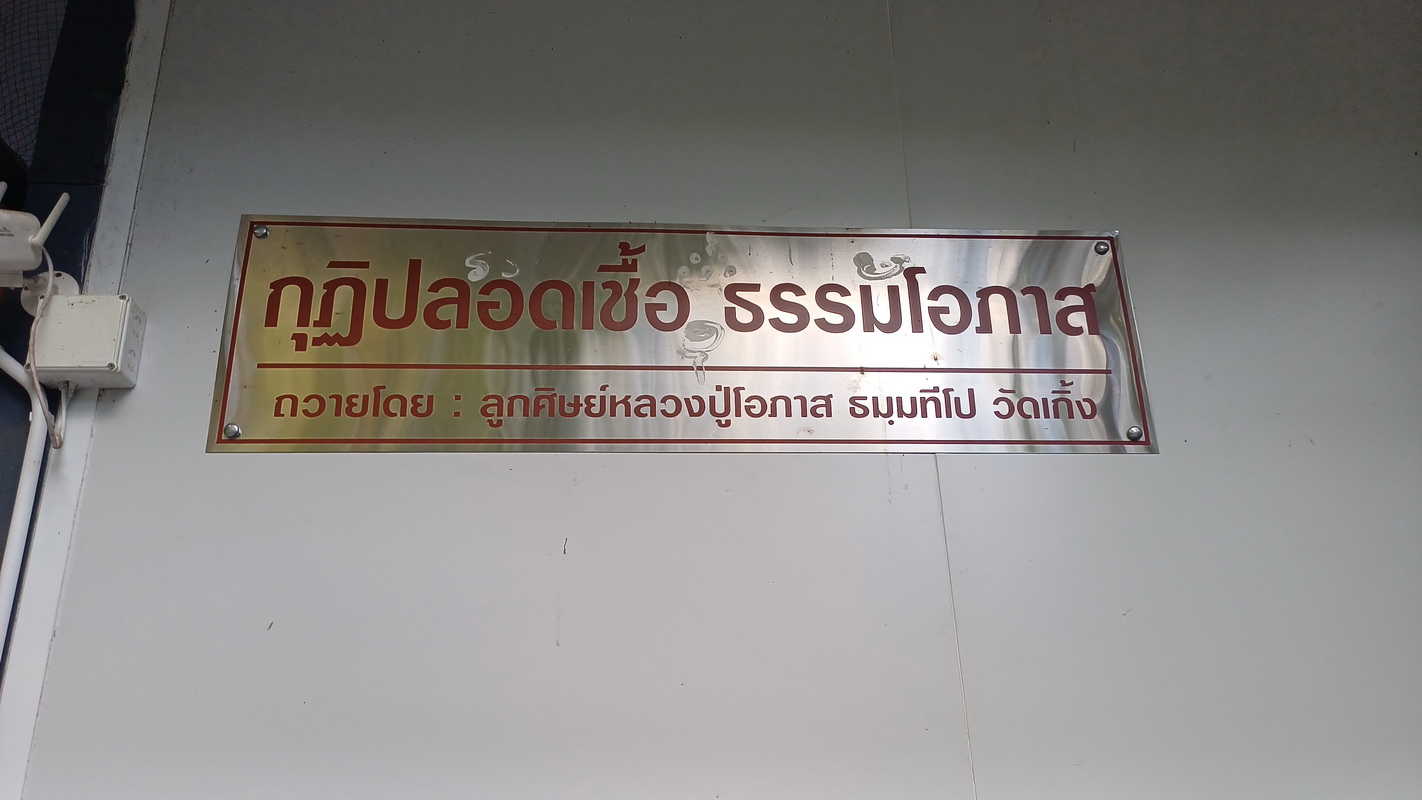 กุฏิปลอดเชื้อ ธรรมโอภาส
ถวายโดย : ลูกศิษย์หลวงปู่โอภาส ธมฺมทีโป วัดเกิ้ง